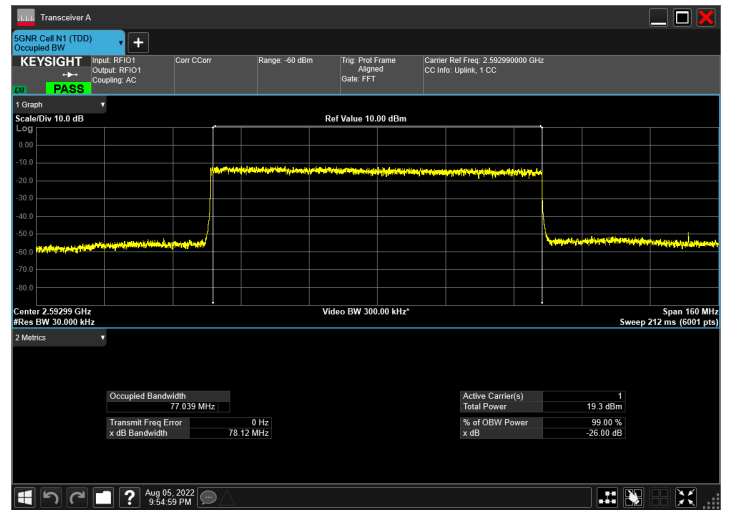 Transceiver A
5GNR Cell N1 (TDD)
Occupied BW
KEYSIGHT
PASS
Input: RFIO1
Output: RFIO1
Coupling: AC
Corr CCorr
Range: -60 dBm
Trig: Prot Frame
Aligned
Gate: FFT
Carrier Ref Freq: 2.592990000 GHz
CC Info: Uplink, 1 CC
1 Graph
Scale/Div 10.0 dB
Ref Value 10.00 dBm
Log
0.00
-10.0
-20.0
-30.0
-40.0
-50.0
-60.0
-70.0
-80.0
Center 2.59299 GHz
Video BW 300.00 kHz*
Span 160 MHz
#Res BW 30.000 kHz
Sweep 212 ms (6001 pts)
2 Metrics
Occupied Bandwidth
77.039 MHz
Transmit Freq Error 0 Hz
x dB Bandwidth 78.12 MHz
Active Carrier(s) 1
Total Power 19.3 dBm
% of OBW Power 99.00 %
x dB -26.00 dB
Aug 05, 2022
9:54:59 PM